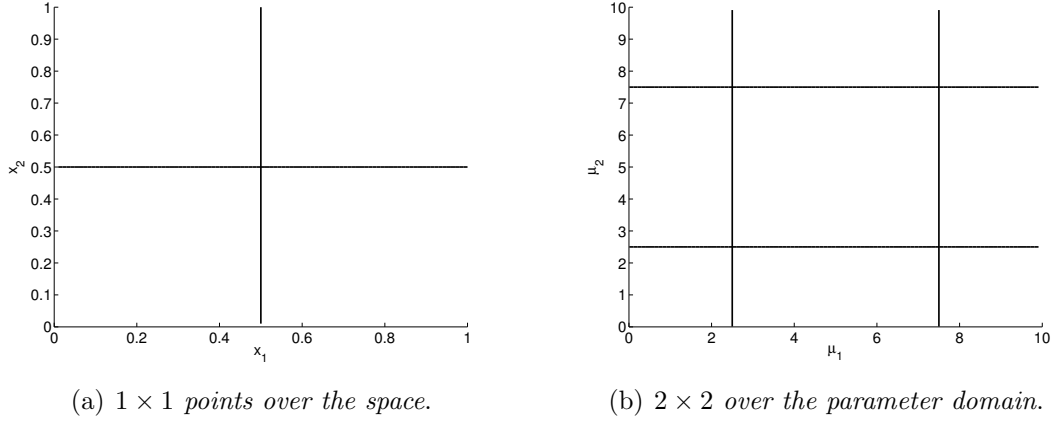 1
0.9
0.8
0.7
0.6
0.5
0.4
0.3
0.2
0.1
0
x2
0 0.2 0.4 0.6 0.8 1
x1
(a) 1 × 1 points over the space.
10
9
8
7
6
5
4
3
2
1
0
μ2
0 2 4 6 8 10
μ1
(b) 2 × 2 over the parameter domain.